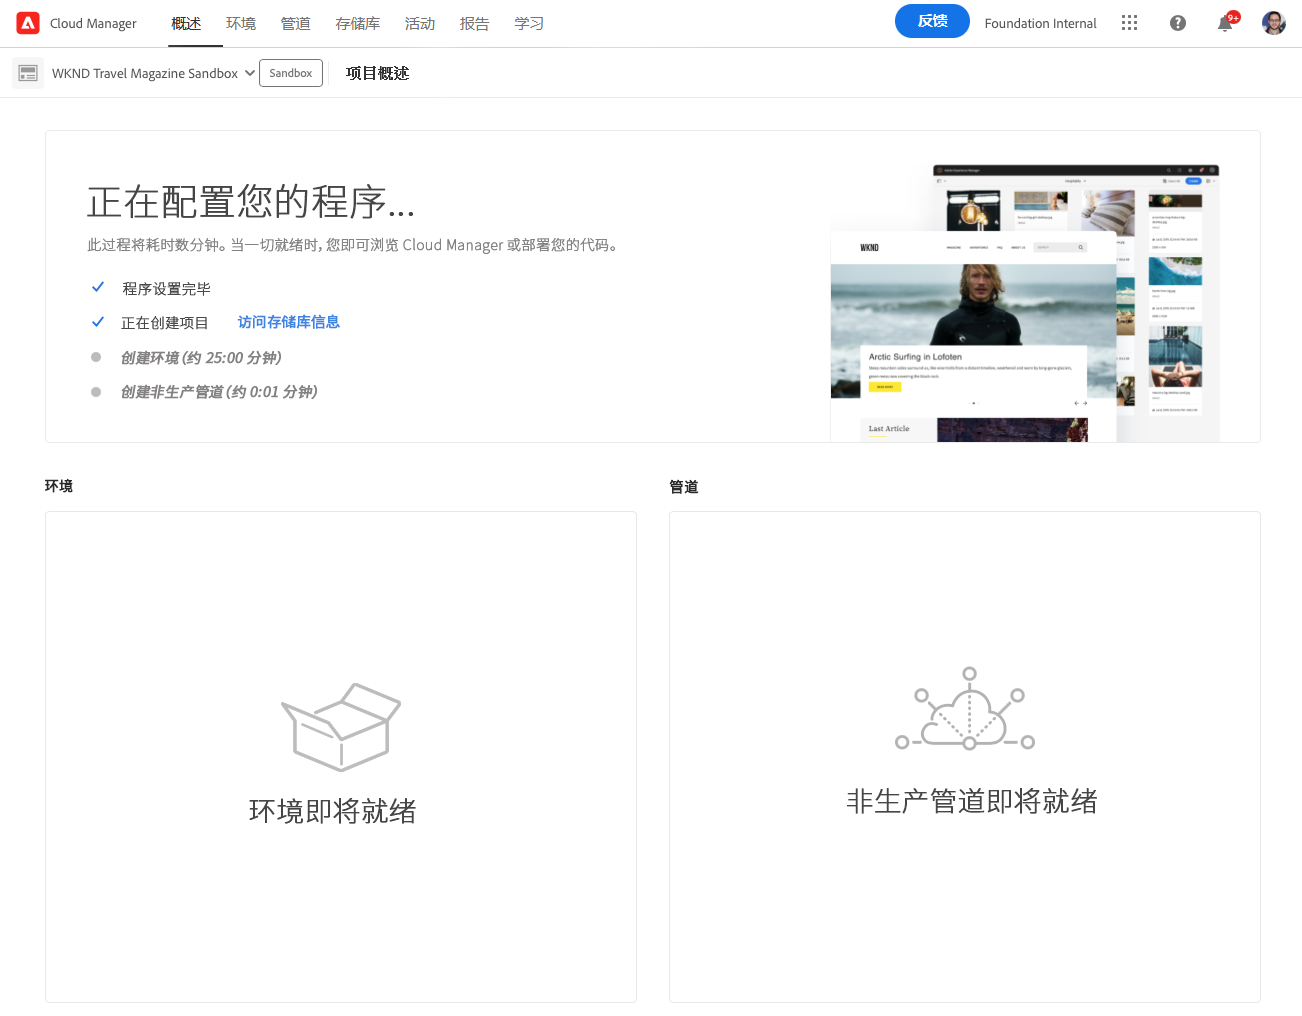 Cloud Manager 概述 环境 管道 存储库 活动 报告 学习 反馈 Foundation Internal 9+
WKND Travel Magazine Sandbox Sandbox 项目概述
正在配置您的程序...
此过程将耗时数分钟。当一切就绪时,您即可浏览 Cloud Manager 或部署您的代码。
程序设置完毕
正在创建项目 访问存储库信息
创建环境 (约 25:00 分钟)
创建非生产管道 (约 0:01 分钟)
WKND
Arctic Surfing in Lofoten
Last Article
环境
管道
环境即将就绪
非生产管道即将就绪